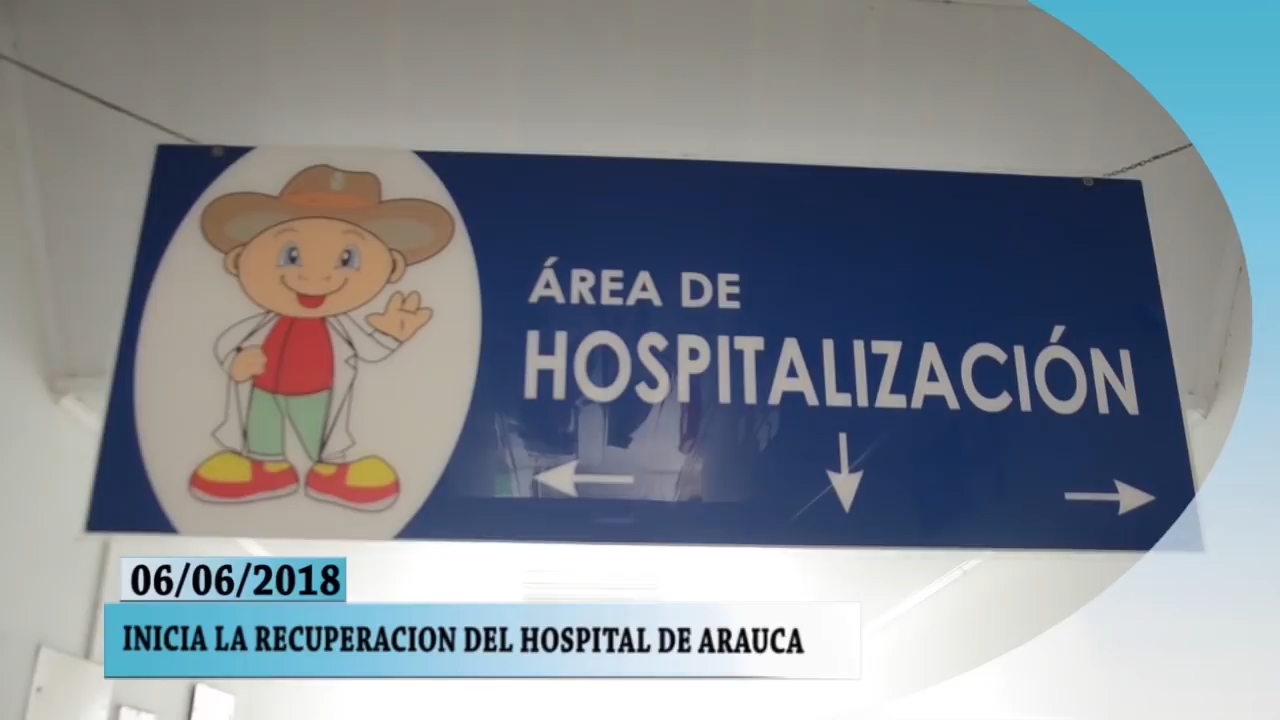 ÁREA DE
HOSPITALIZACIÓN
06/06/2018
INICIA LA RECUPERACION DEL HOSPITAL DE ARAUCA